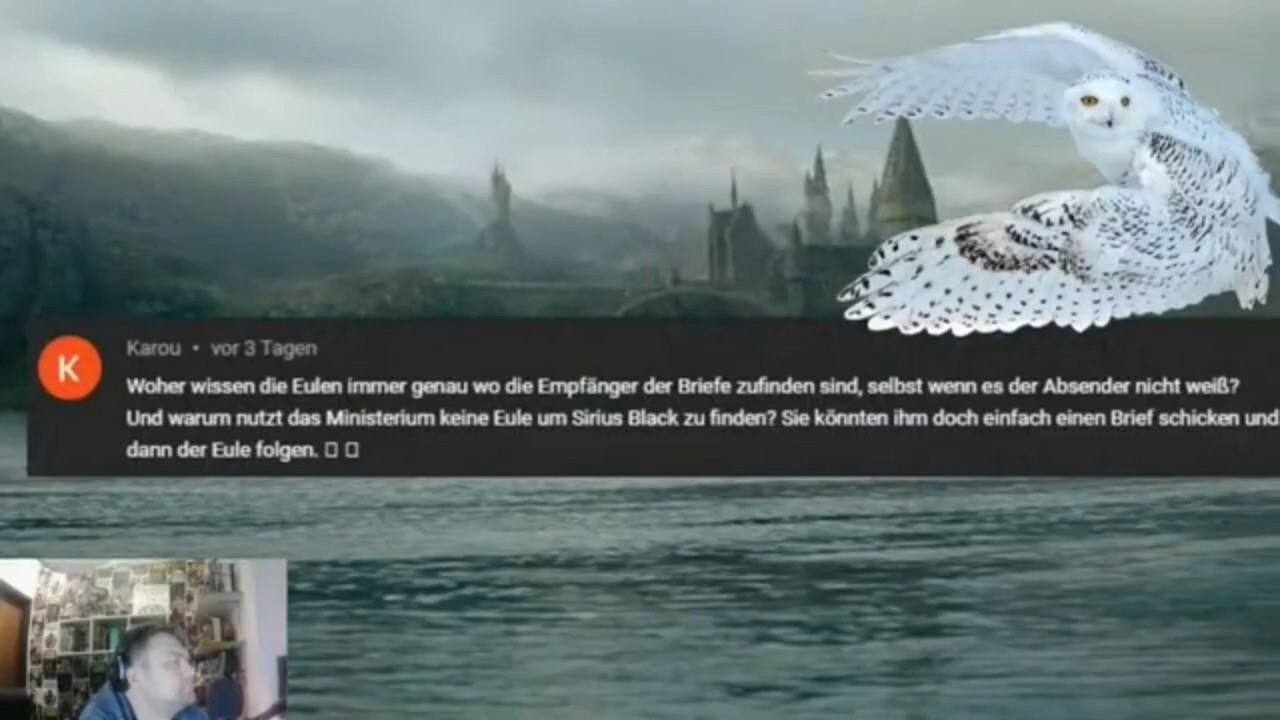 K
Karou • vor 3 Tagen
Woher wissen die Eulen immer genau wo die Empfänger der Briefe zufinden sind, selbst wenn es der Absender nicht weiß?
Und warum nutzt das Ministerium keine Eule um Sirius Black zu finden? Sie könnten ihm doch einfach einen Brief schicken und
dann der Eule folgen.